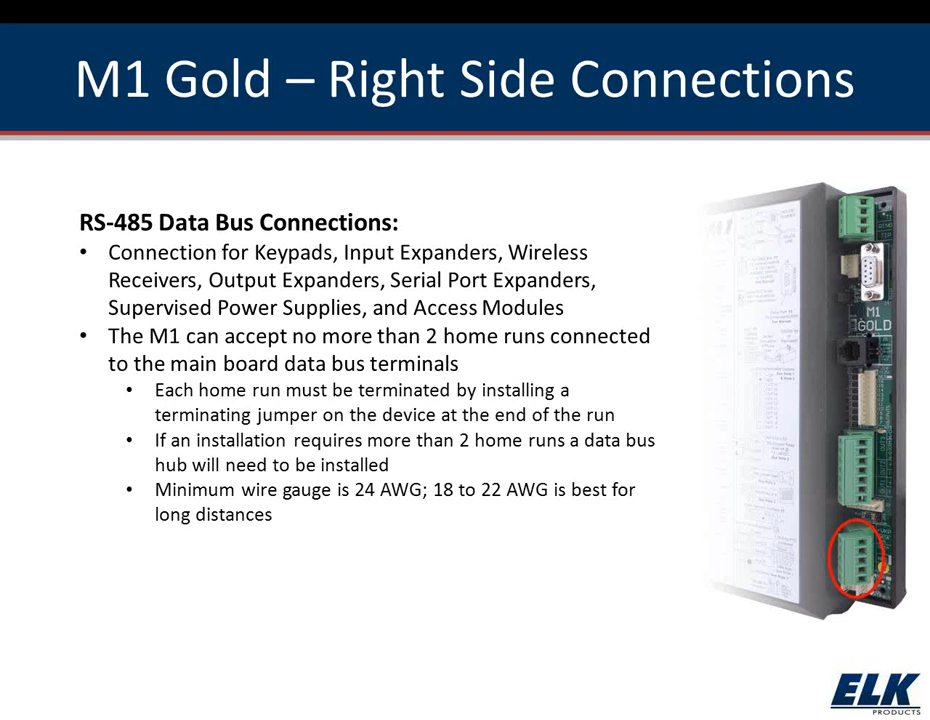 M1 Gold – Right Side Connections
RS-485 Data Bus Connections:
• Connection for Keypads, Input Expanders, Wireless
Receivers, Output Expanders, Serial Port Expanders,
Supervised Power Supplies, and Access Modules
• The M1 can accept no more than 2 home runs connected
to the main board data bus terminals
• Each home run must be terminated by installing a
terminating jumper on the device at the end of the run
• If an installation requires more than 2 home runs a data bus
hub will need to be installed
• Minimum wire gauge is 24 AWG; 18 to 22 AWG is best for
long distances
M1
GOLD
ELK
PRODUCTS